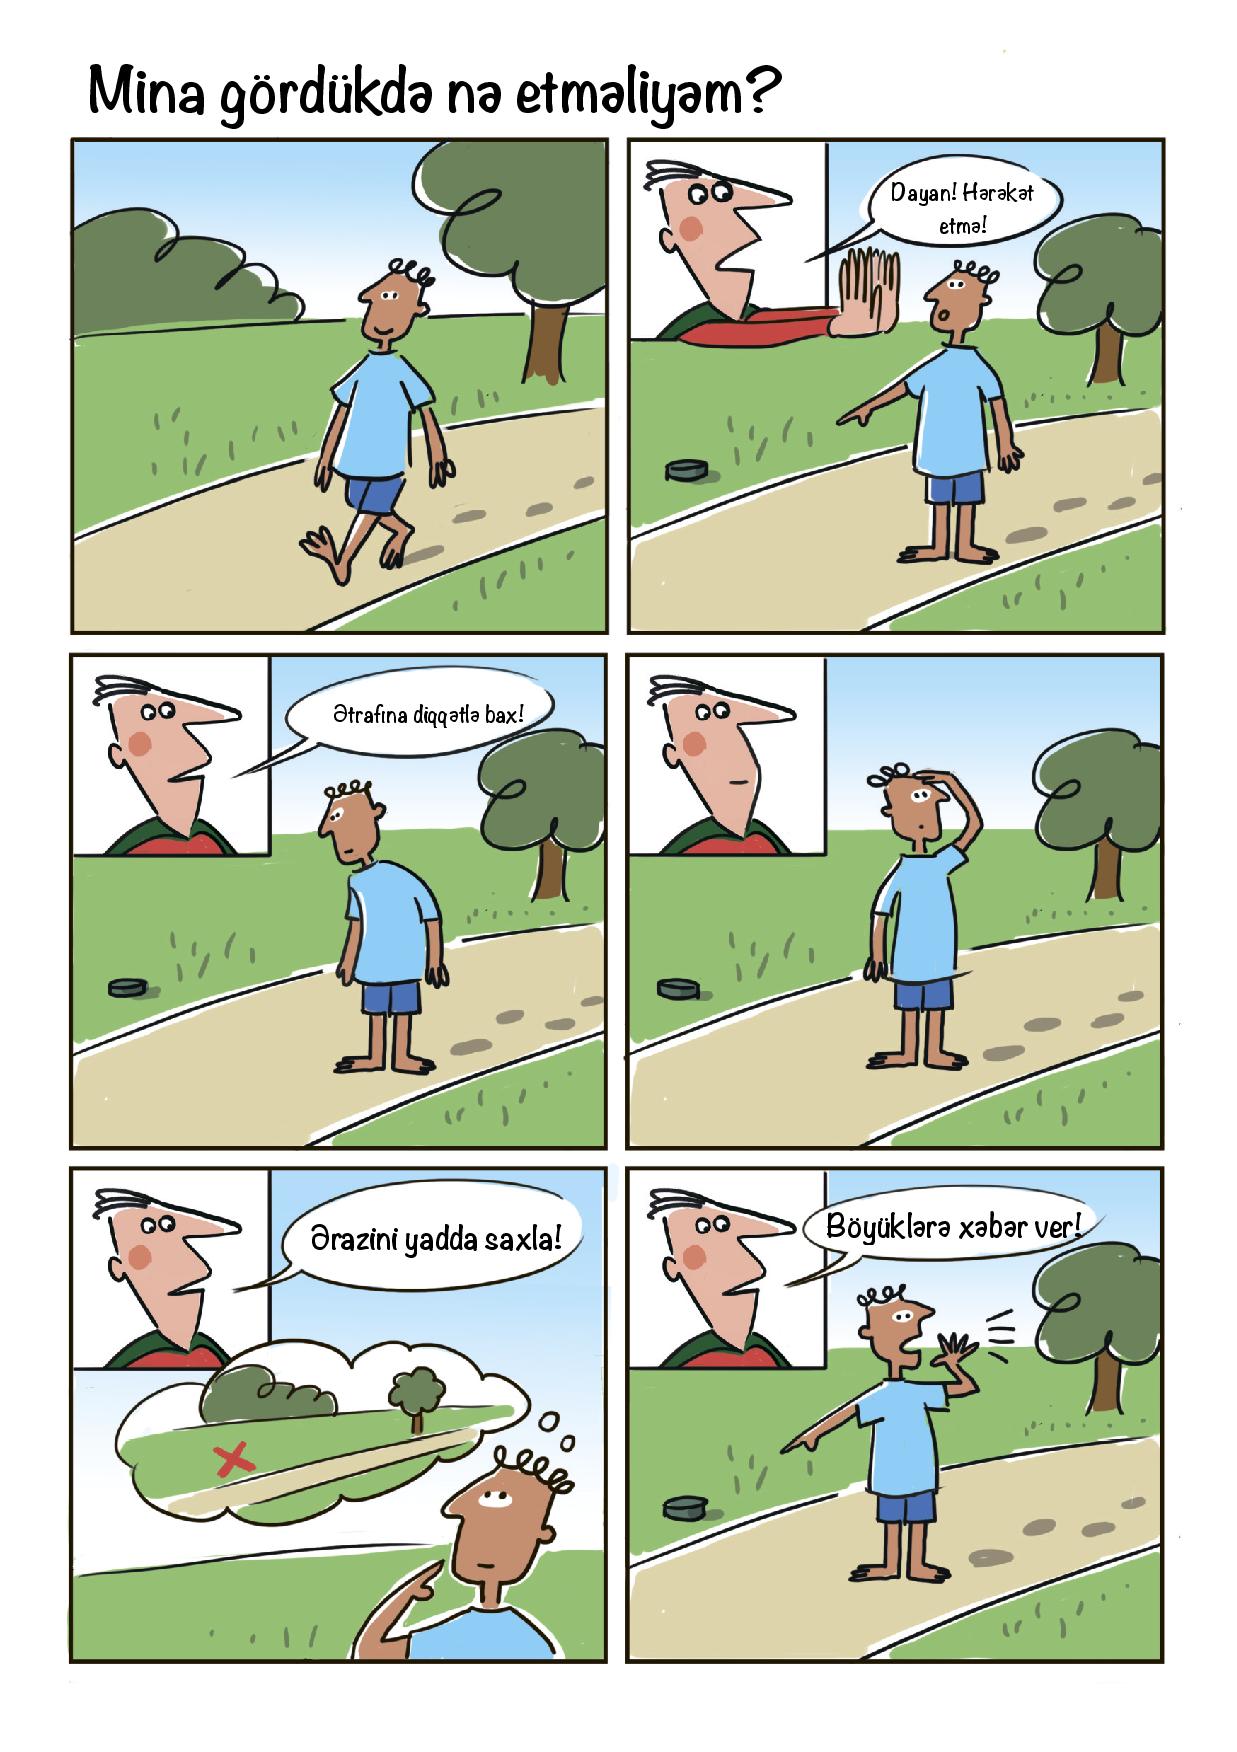 Mina gördükdə nə etməliyəm?
Dayan! Hərəkət
etmə!
Ətrafına diqqətlə bax!
Ərazini yadda saxla!
Böyüklərə xəbər ver!